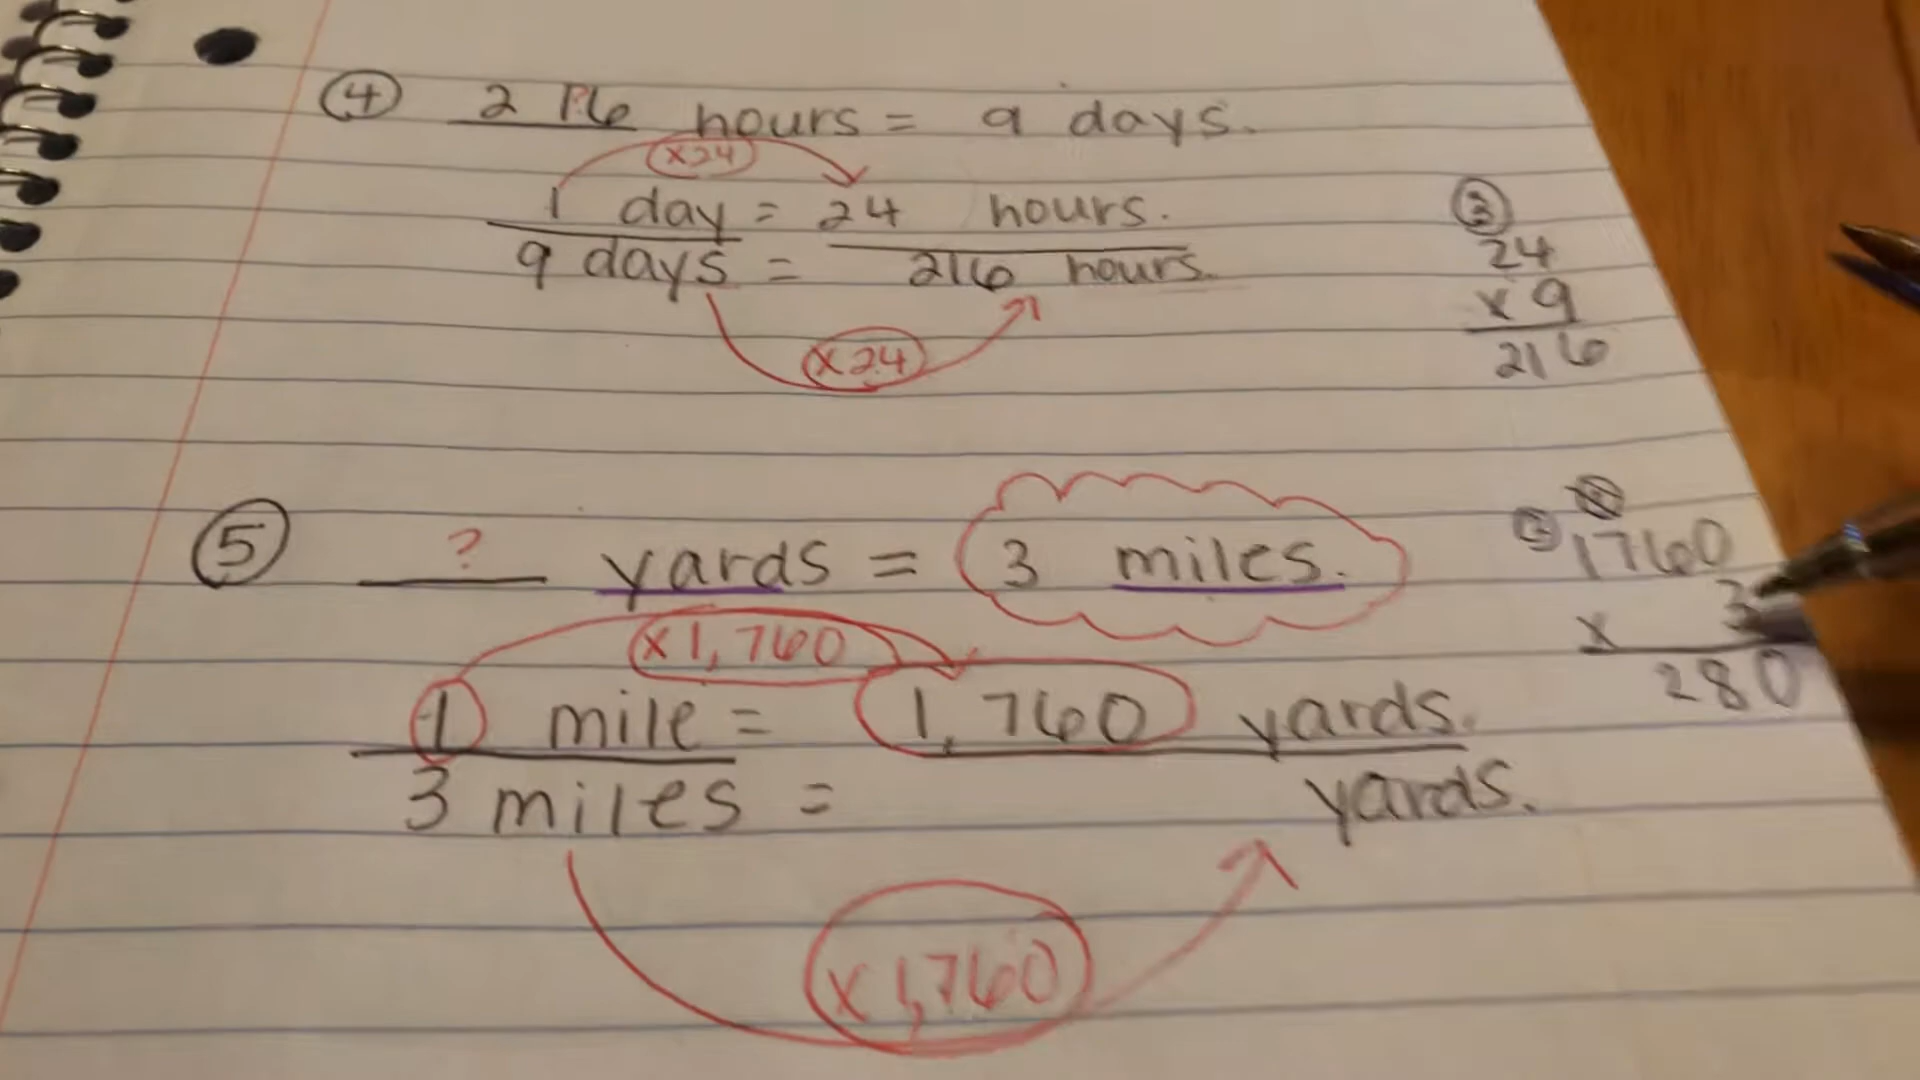 ④ 216 hours = 9 days.
x24
1 day = 24 hours.
9 days = 216 hours.
x24
③
24
x 9
216
⑤ ? yards = 3 miles.
x1,760
1 mile = 1,760 yards.
3 miles = yards.
x1,760
1760
x 3
280